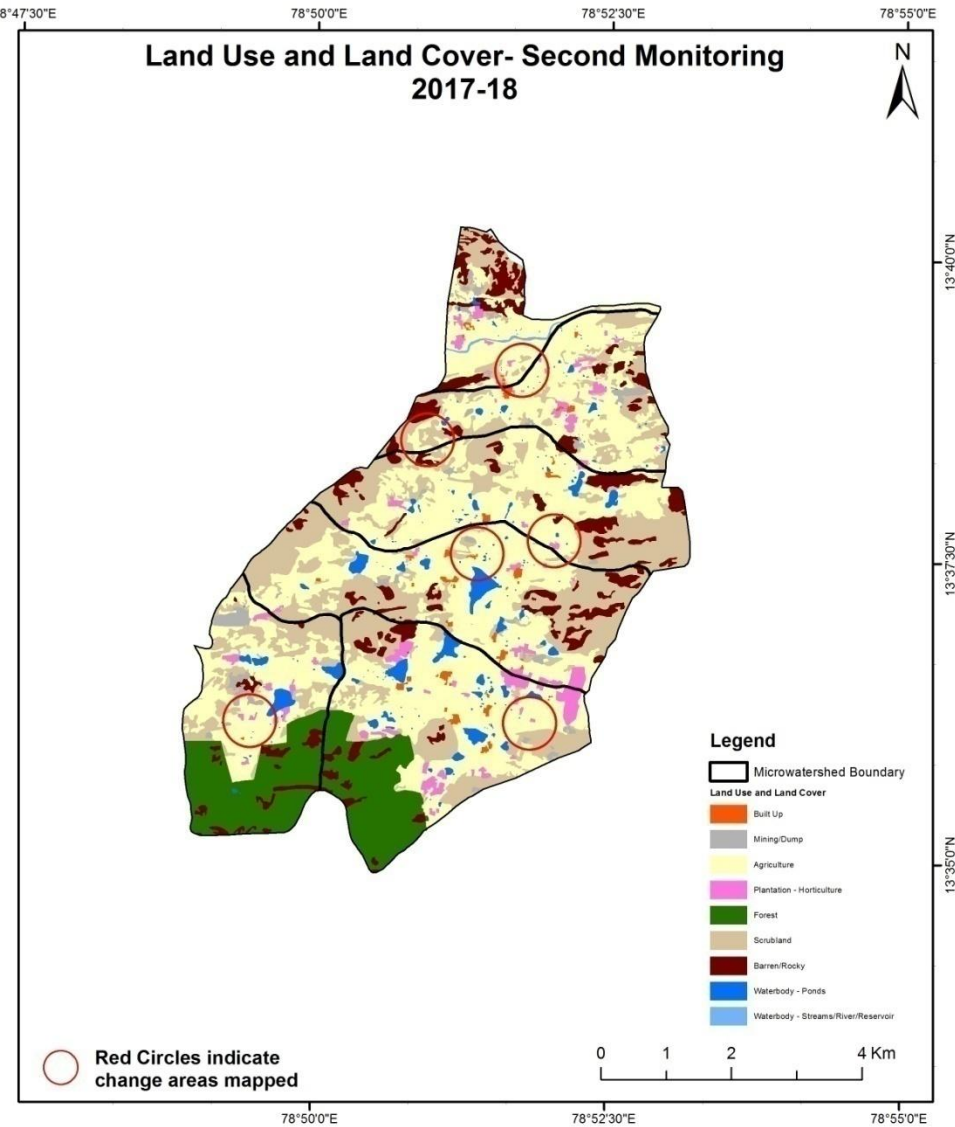 8°47'30"E
78°50'0"E
78°52'30"E
78°55'0"E
Land Use and Land Cover- Second Monitoring
2017-18
N
13°40'0"N
13°37'30"N
13°35'0"N
Legend
Microwatershed Boundary
Land Use and Land Cover
Built Up
Mining/Dump
Agriculture
Plantation - Horticulture
Forest
Scrubland
Barren/Rocky
Waterbody - Ponds
Waterbody - Streams/River/Reservoir
Red Circles indicate
change areas mapped
0 1 2 4 Km
78°50'0"E
78°52'30"E
78°55'0"E